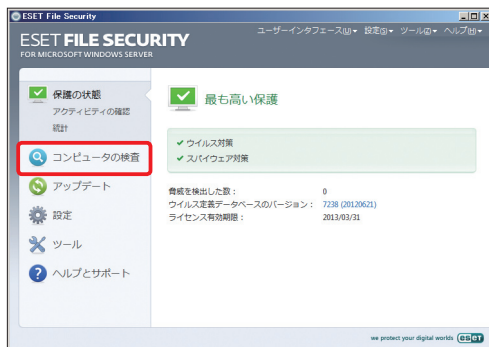 ESET File Security
ESET FILE SECURITY
FOR MICROSOFT WINDOWS SERVER
ユーザーインタフェース(U)▾ 設定(S)▾ ツール(Q)▾ ヘルプ(H)▾
保護の状態
アクティビティの確認
統計
コンピュータの検査
アップデート
設定
ツール
ヘルプとサポート
最も高い保護
✔ ウイルス対策
✔ スパイウェア対策
脅威を検出した数： 0
ウイルス定義データベースのバージョン： 7238 (20120621)
ライセンス有効期限： 2013/03/31
we protect your digital worlds eseT